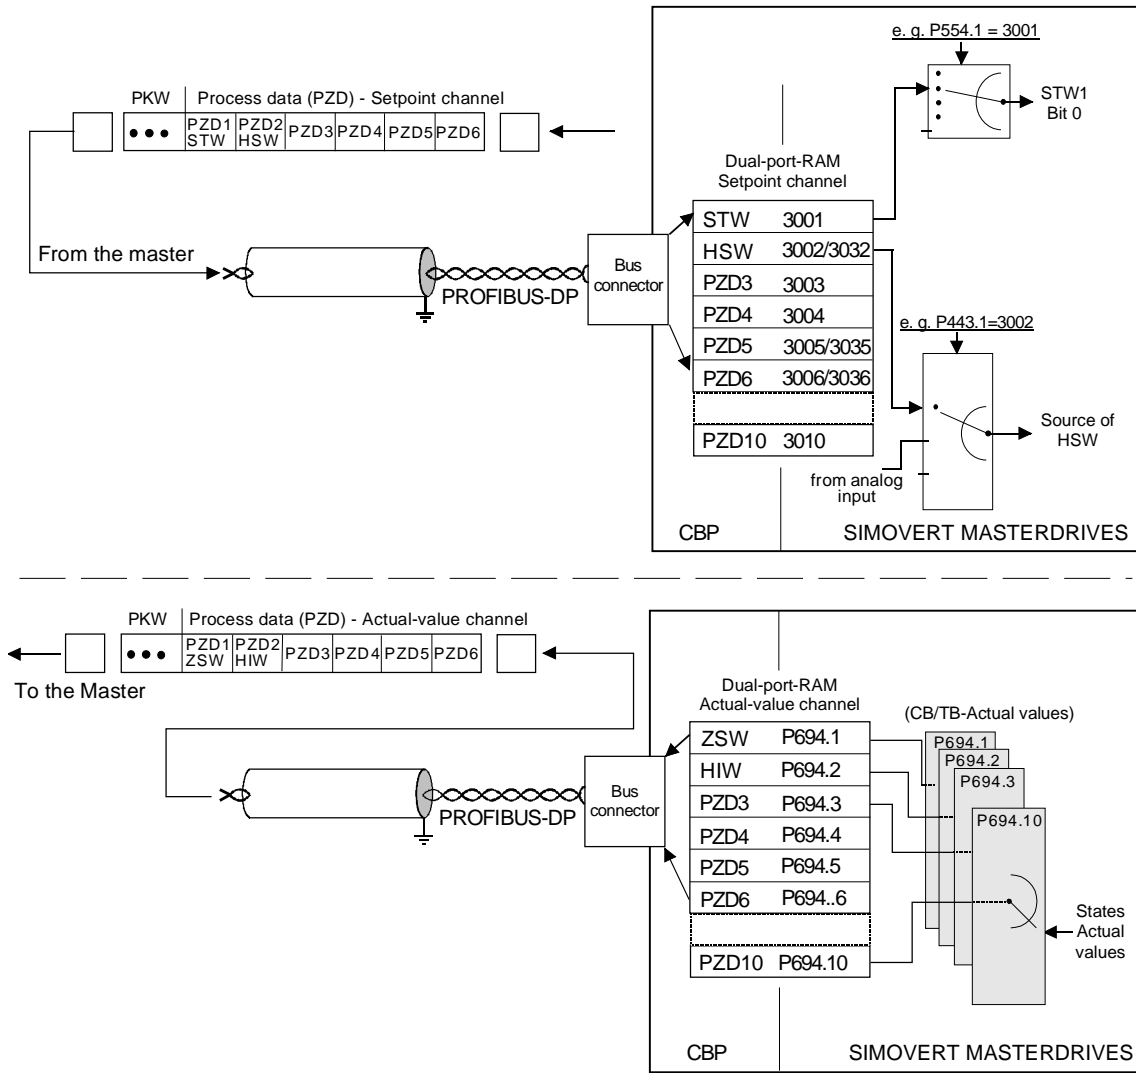 e. g. P554.1 = 3001
PKW Process data (PZD) - Setpoint channel
PZD1 PZD2 PZD3 PZD4 PZD5 PZD6
STW HSW
STW1
Bit 0
Dual-port-RAM
Setpoint channel
STW 3001
HSW 3002/3032
PZD3 3003
PZD4 3004
PZD5 3005/3035
PZD6 3006/3036
PZD10 3010
From the master
PROFIBUS-DP
Bus
connector
e. g. P443.1=3002
Source of
HSW
from analog
input
CBP SIMOVERT MASTERDRIVES
PKW Process data (PZD) - Actual-value channel
PZD1 PZD2 PZD3 PZD4 PZD5 PZD6
ZSW HIW
To the Master
PROFIBUS-DP
Bus
connector
Dual-port-RAM
Actual-value channel
ZSW P694.1
HIW P694.2
PZD3 P694.3
PZD4 P694.4
PZD5 P694.5
PZD6 P694..6
PZD10 P694.10
(CB/TB-Actual values)
P694.1
P694.2
P694.3
P694.10
States
Actual
values
CBP SIMOVERT MASTERDRIVES